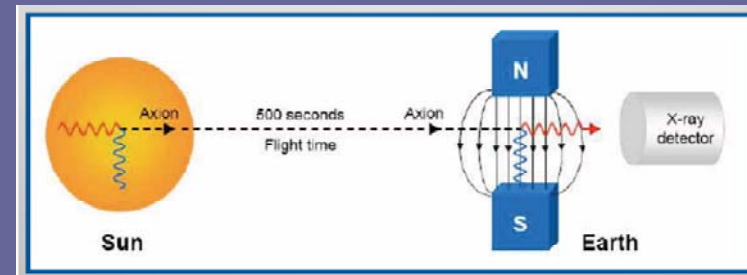 N
Axion
500 seconds
Axion
Flight time
X-ray
detector
S
Sun
Earth